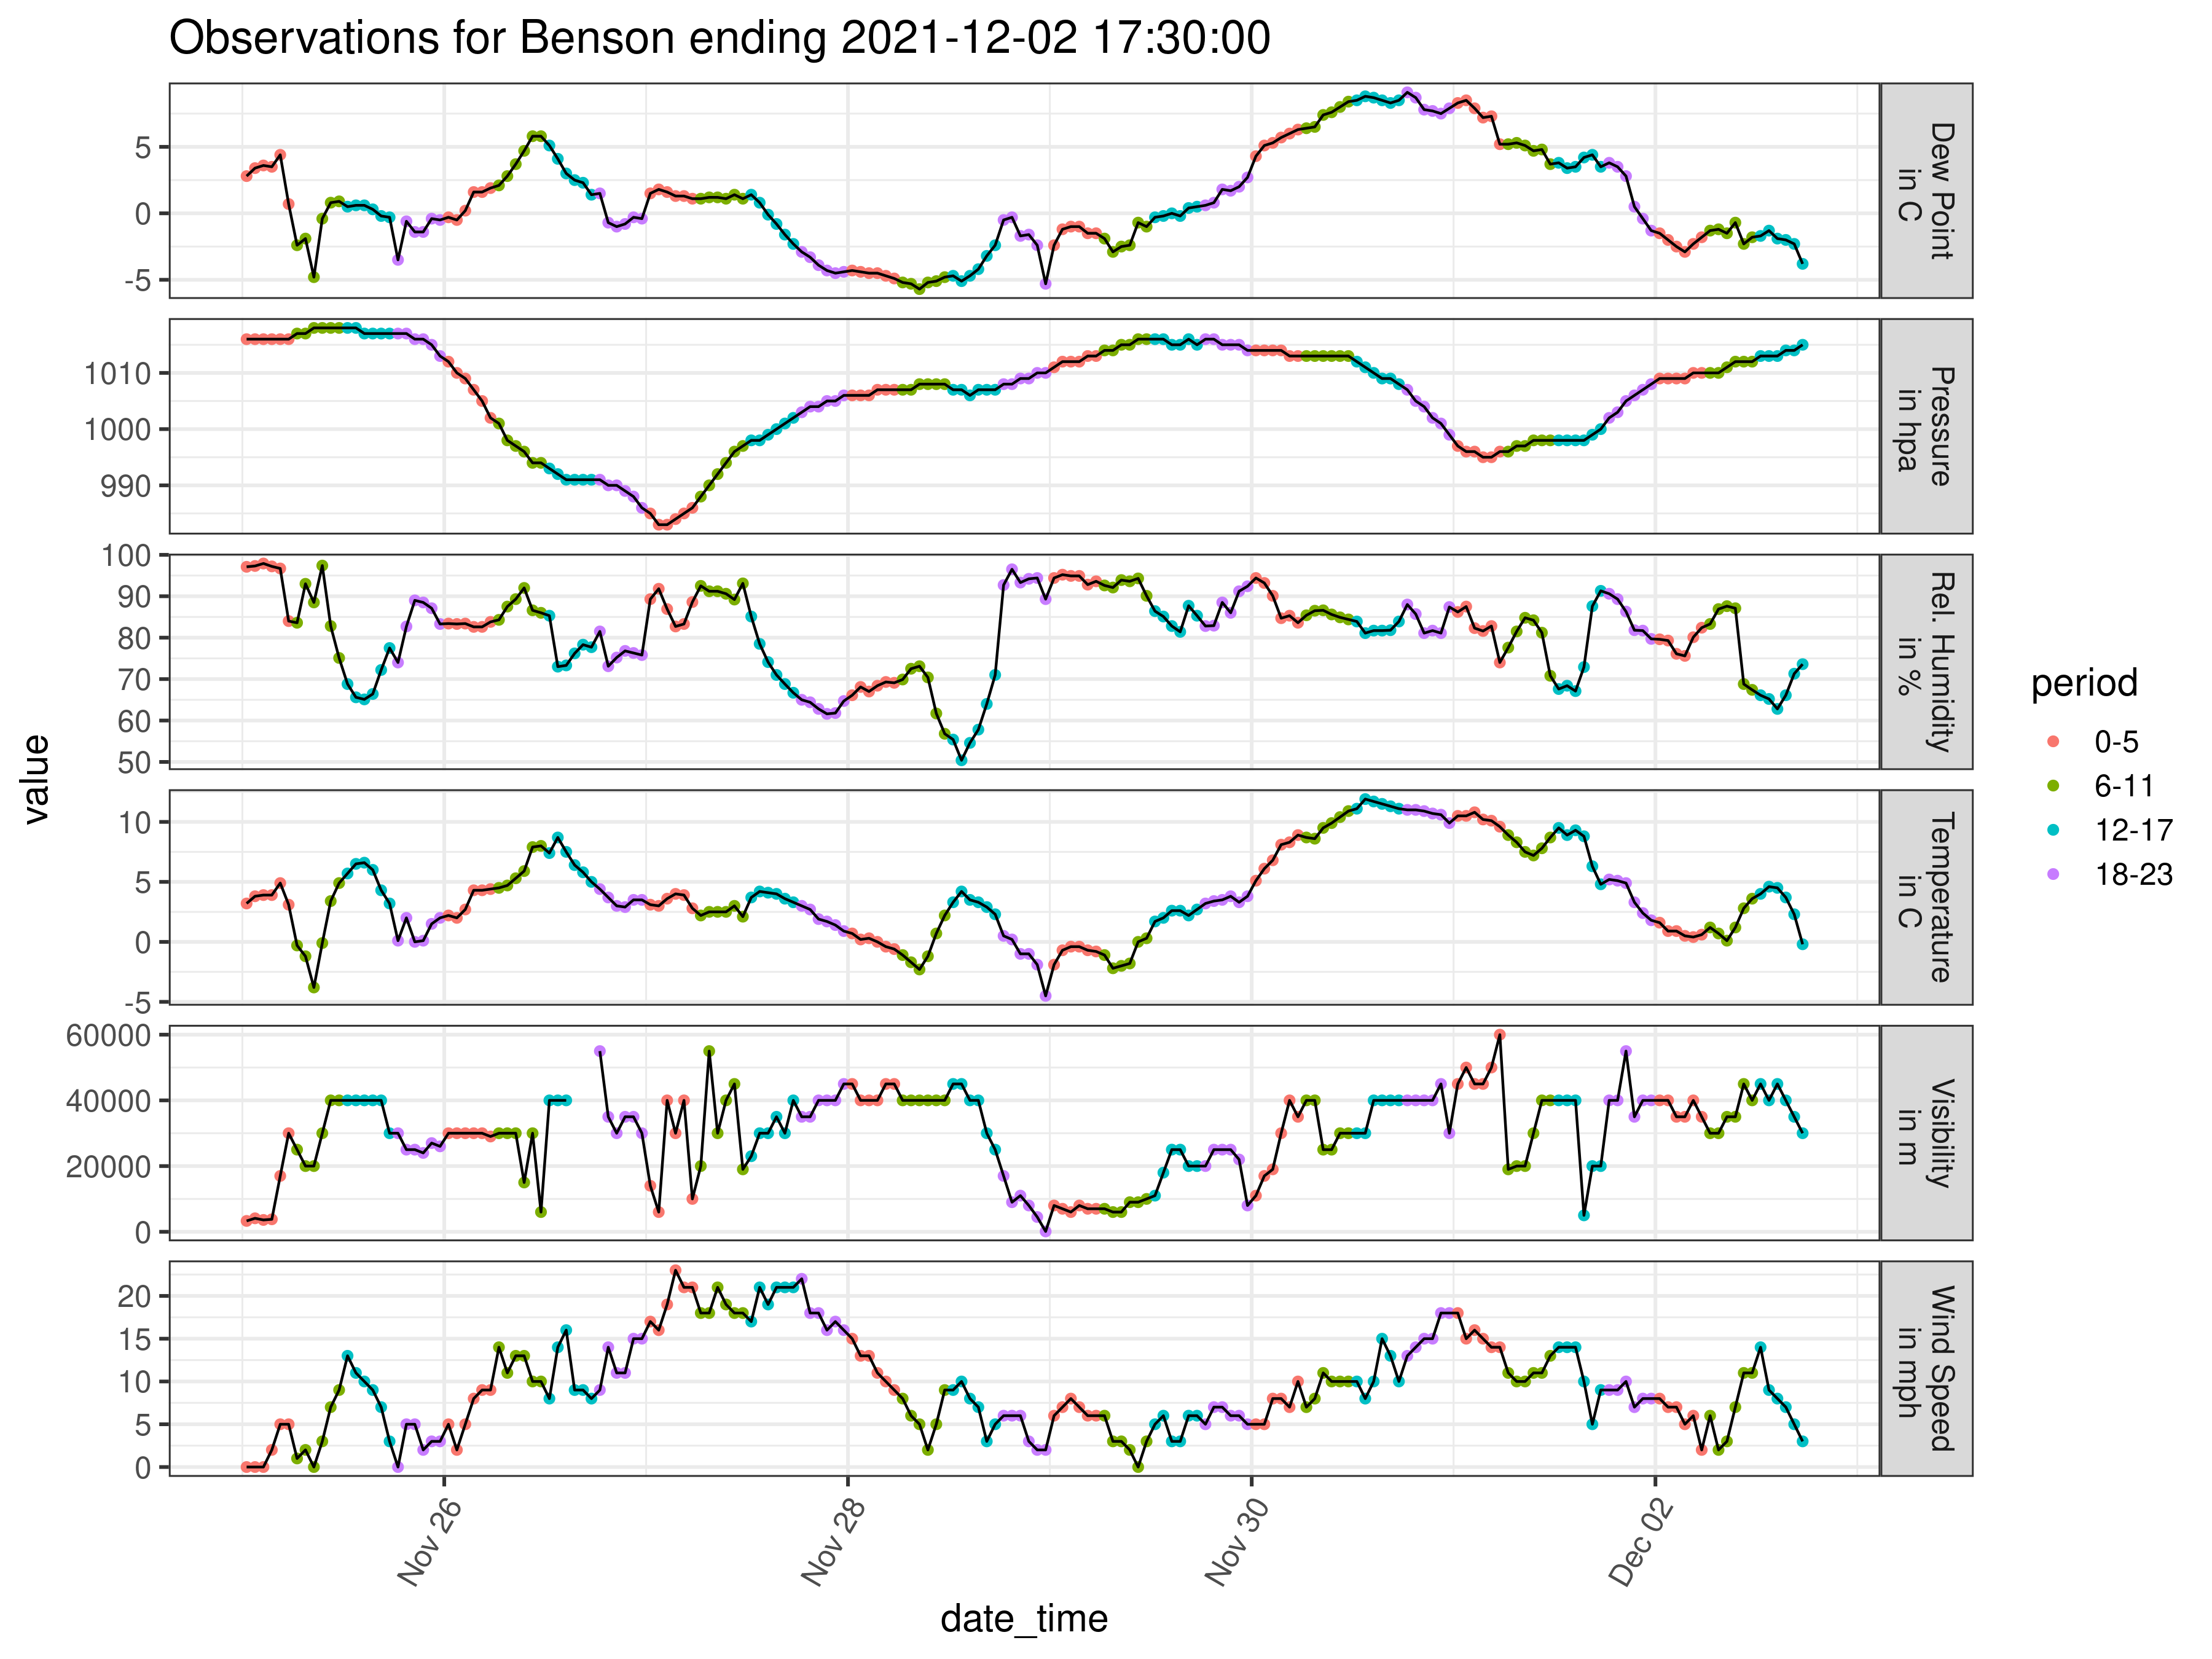 Observations for Benson ending 2021-12-02 17:30:00
value
5
0
-5
Dew Point
in C
1010
1000
990
Pressure
in hpa
100
90
80
70
60
50
Rel. Humidity
in %
10
5
0
-5
Temperature
in C
60000
40000
20000
0
Visibility
in m
20
15
10
5
0
Wind Speed
in mph
Nov 26
Nov 28
Nov 30
Dec 02
date_time
period
0-5
6-11
12-17
18-23